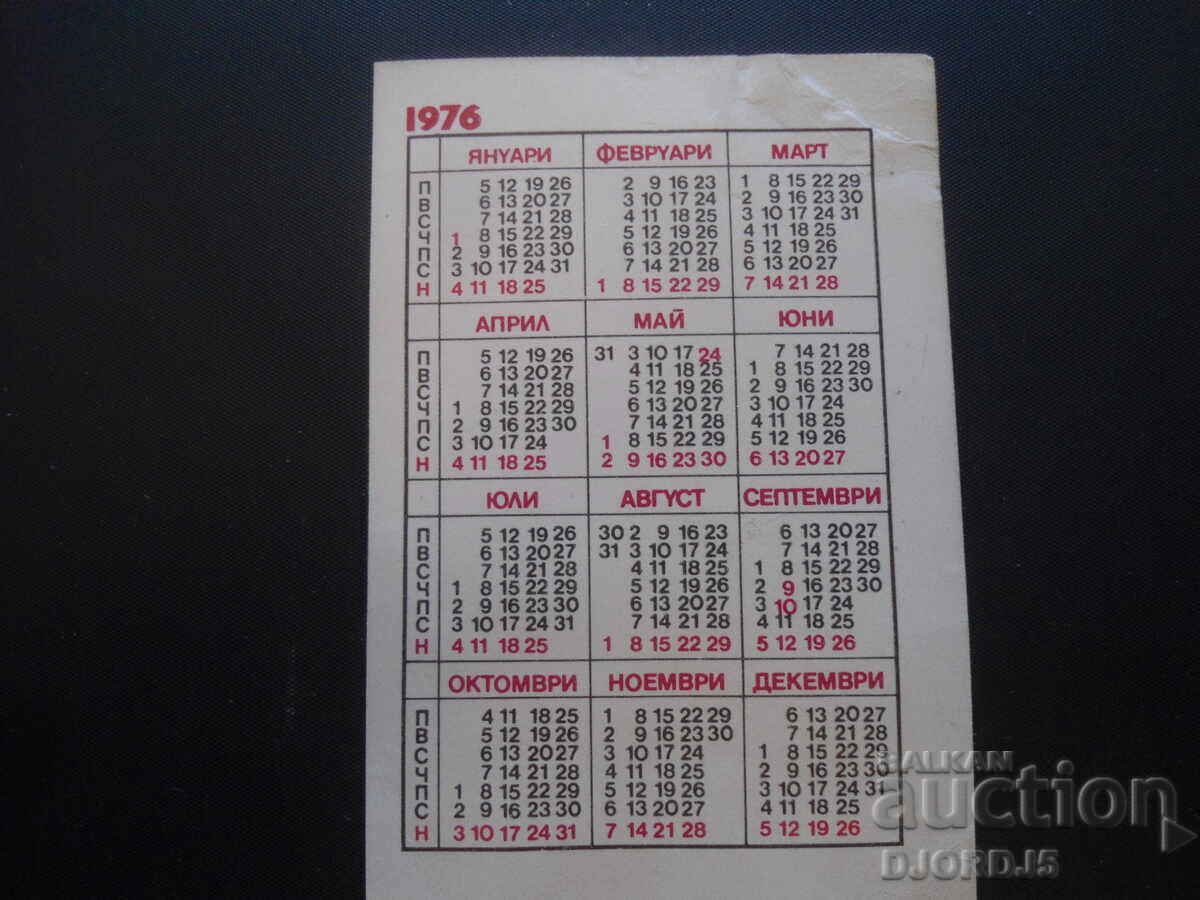 1976
ЯНУАРИ ФЕВРУАРИ МАРТ
П 5 12 19 26 2 9 16 23 1 8 15 22 29
В 6 13 20 27 3 10 17 24 2 9 16 23 30
С 7 14 21 28 4 11 18 25 3 10 17 24 31
Ч 1 8 15 22 29 5 12 19 26 4 11 18 25
П 2 9 16 23 30 6 13 20 27 5 12 19 26
С 3 10 17 24 31 7 14 21 28 6 13 20 27
Н 4 11 18 25 1 8 15 22 29 7 14 21 28
АПРИЛ МАЙ ЮНИ
П 5 12 19 26 31 3 10 17 24 7 14 21 28
В 6 13 20 27 4 11 18 25 1 8 15 22 29
С 7 14 21 28 5 12 19 26 2 9 16 23 30
Ч 1 8 15 22 29 6 13 20 27 3 10 17 24
П 2 9 16 23 30 7 14 21 28 4 11 18 25
С 3 10 17 24 1 8 15 22 29 5 12 19 26
Н 4 11 18 25 2 9 16 23 30 6 13 20 27
ЮЛИ АВГУСТ СЕПТЕМВРИ
П 5 12 19 26 30 2 9 16 23 6 13 20 27
В 6 13 20 27 31 3 10 17 24 7 14 21 28
С 7 14 21 28 4 11 18 25 1 8 15 22 29
Ч 1 8 15 22 29 5 12 19 26 2 9 16 23 30
П 2 9 16 23 30 6 13 20 27 3 10 17 24
С 3 10 17 24 31 7 14 21 28 4 11 18 25
Н 4 11 18 25 1 8 15 22 29 5 12 19 26
ОКТОМВРИ НОЕМВРИ ДЕКЕМВРИ
П 4 11 18 25 1 8 15 22 29 6 13 20 27
В 5 12 19 26 2 9 16 23 30 7 14 21 28
С 6 13 20 27 3 10 17 24 1 8 15 22 29
Ч 7 14 21 28 4 11 18 25 2 9 16 23 30
П 1 8 15 22 29 5 12 19 26 3 10 17 24 31
С 2 9 16 23 30 6 13 20 27 4 11 18 25
Н 3 10 17 24 31 7 14 21 28 5 12 19 26
BALKAN
auction
DJORDJ5